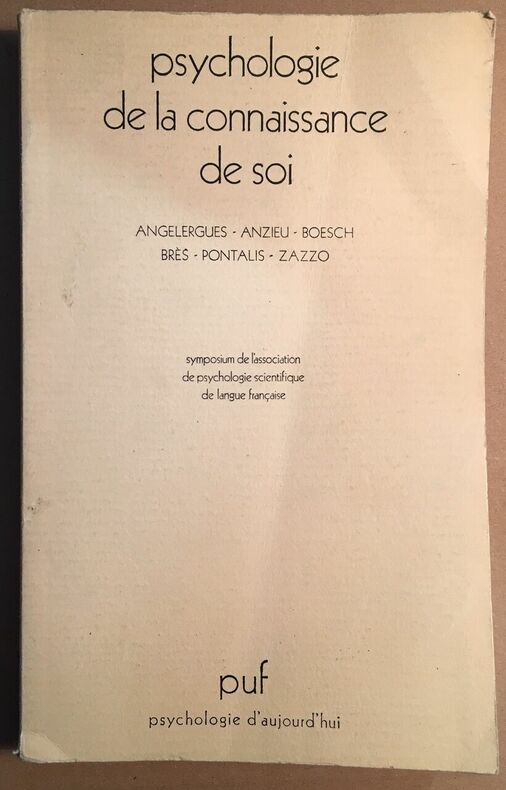 psychologie
de la connaissance
de soi
ANGELERGUES - ANZIEU - BOESCH
BRÈS - PONTALIS - ZAZZO
symposium de l'association
de psychologie scientifique
de langue française
puf
psychologie d'aujourd'hui